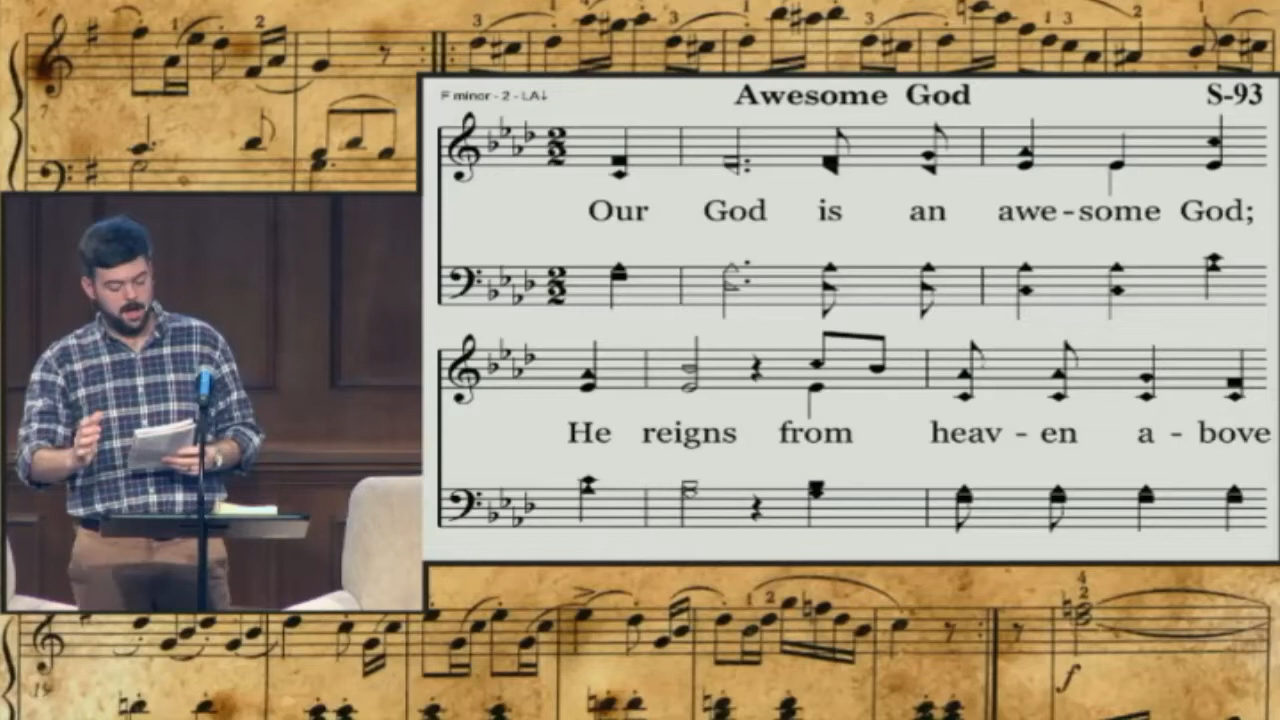 F minor - 2 - LA↓
Awesome God
S-93
Our God is an awe-some God;
He reigns from heav - en a - bove